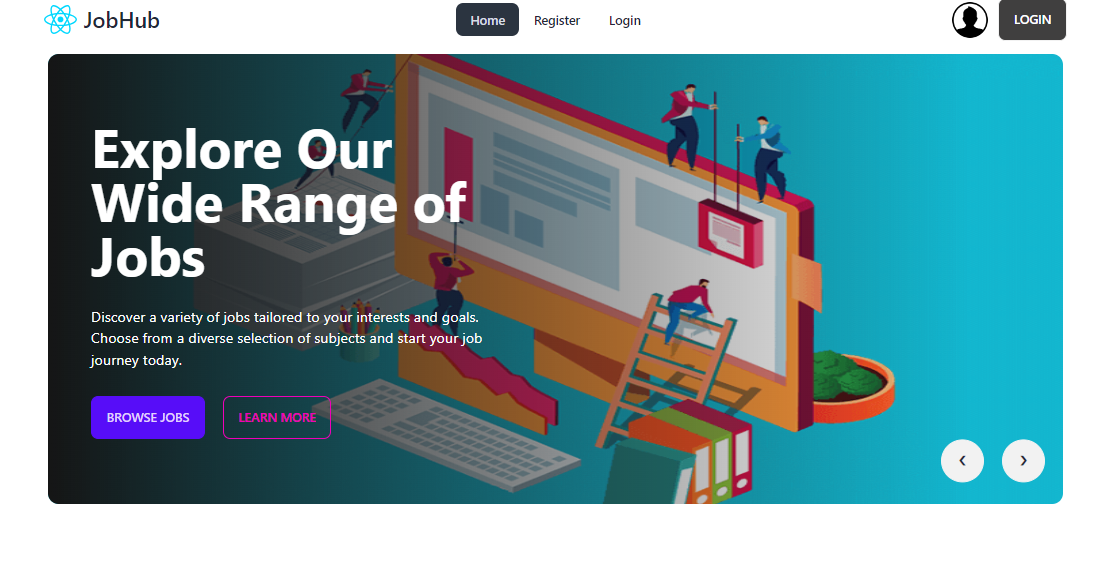 JobHub
Home
Register
Login
LOGIN
Explore Our
Wide Range of
Jobs
Discover a variety of jobs tailored to your interests and goals.
Choose from a diverse selection of subjects and start your job
journey today.
BROWSE JOBS
LEARN MORE
❮
❯